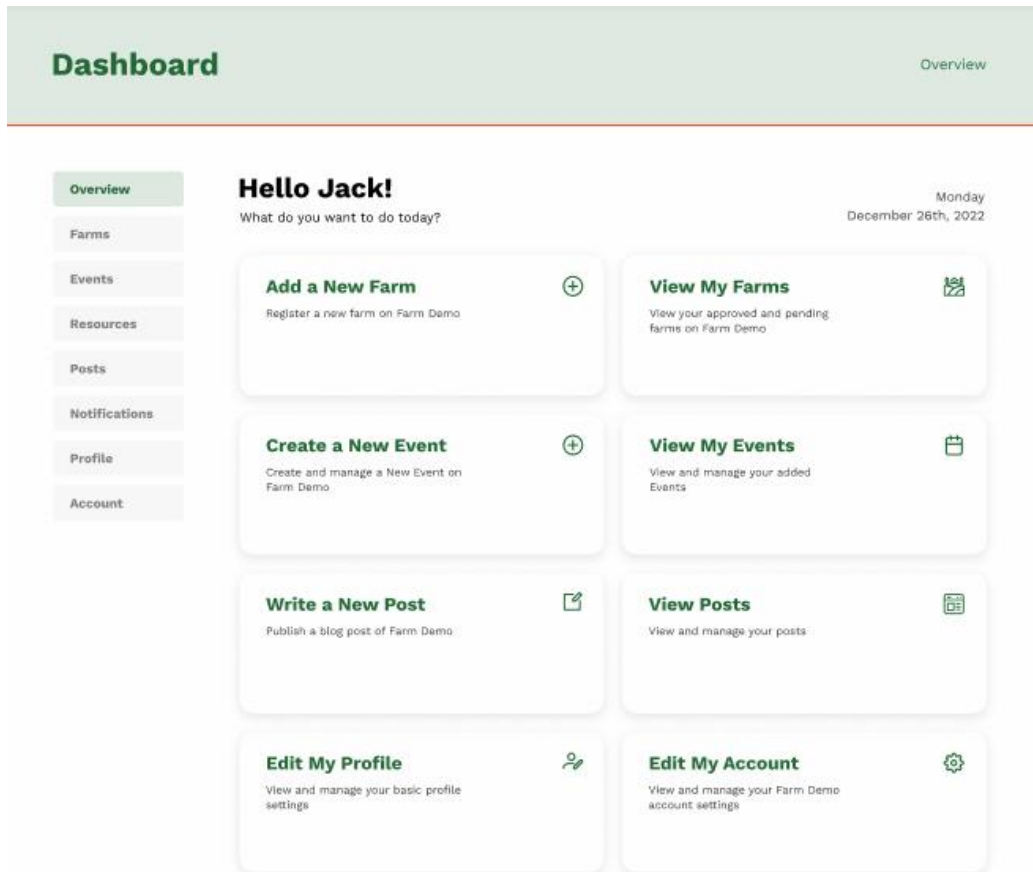 Dashboard
Overview
Overview
Farms
Events
Resources
Posts
Notifications
Profile
Account
Hello Jack!
What do you want to do today?
Monday
December 26th, 2022
Add a New Farm
Register a new farm on Farm Demo
View My Farms
View your approved and pending
farms on Farm Demo
Create a New Event
Create and manage a New Event on
Farm Demo
View My Events
View and manage your added
Events
Write a New Post
Publish a blog post of Farm Demo
View Posts
View and manage your posts
Edit My Profile
View and manage your basic profile
settings
Edit My Account
View and manage your Farm Demo
account settings